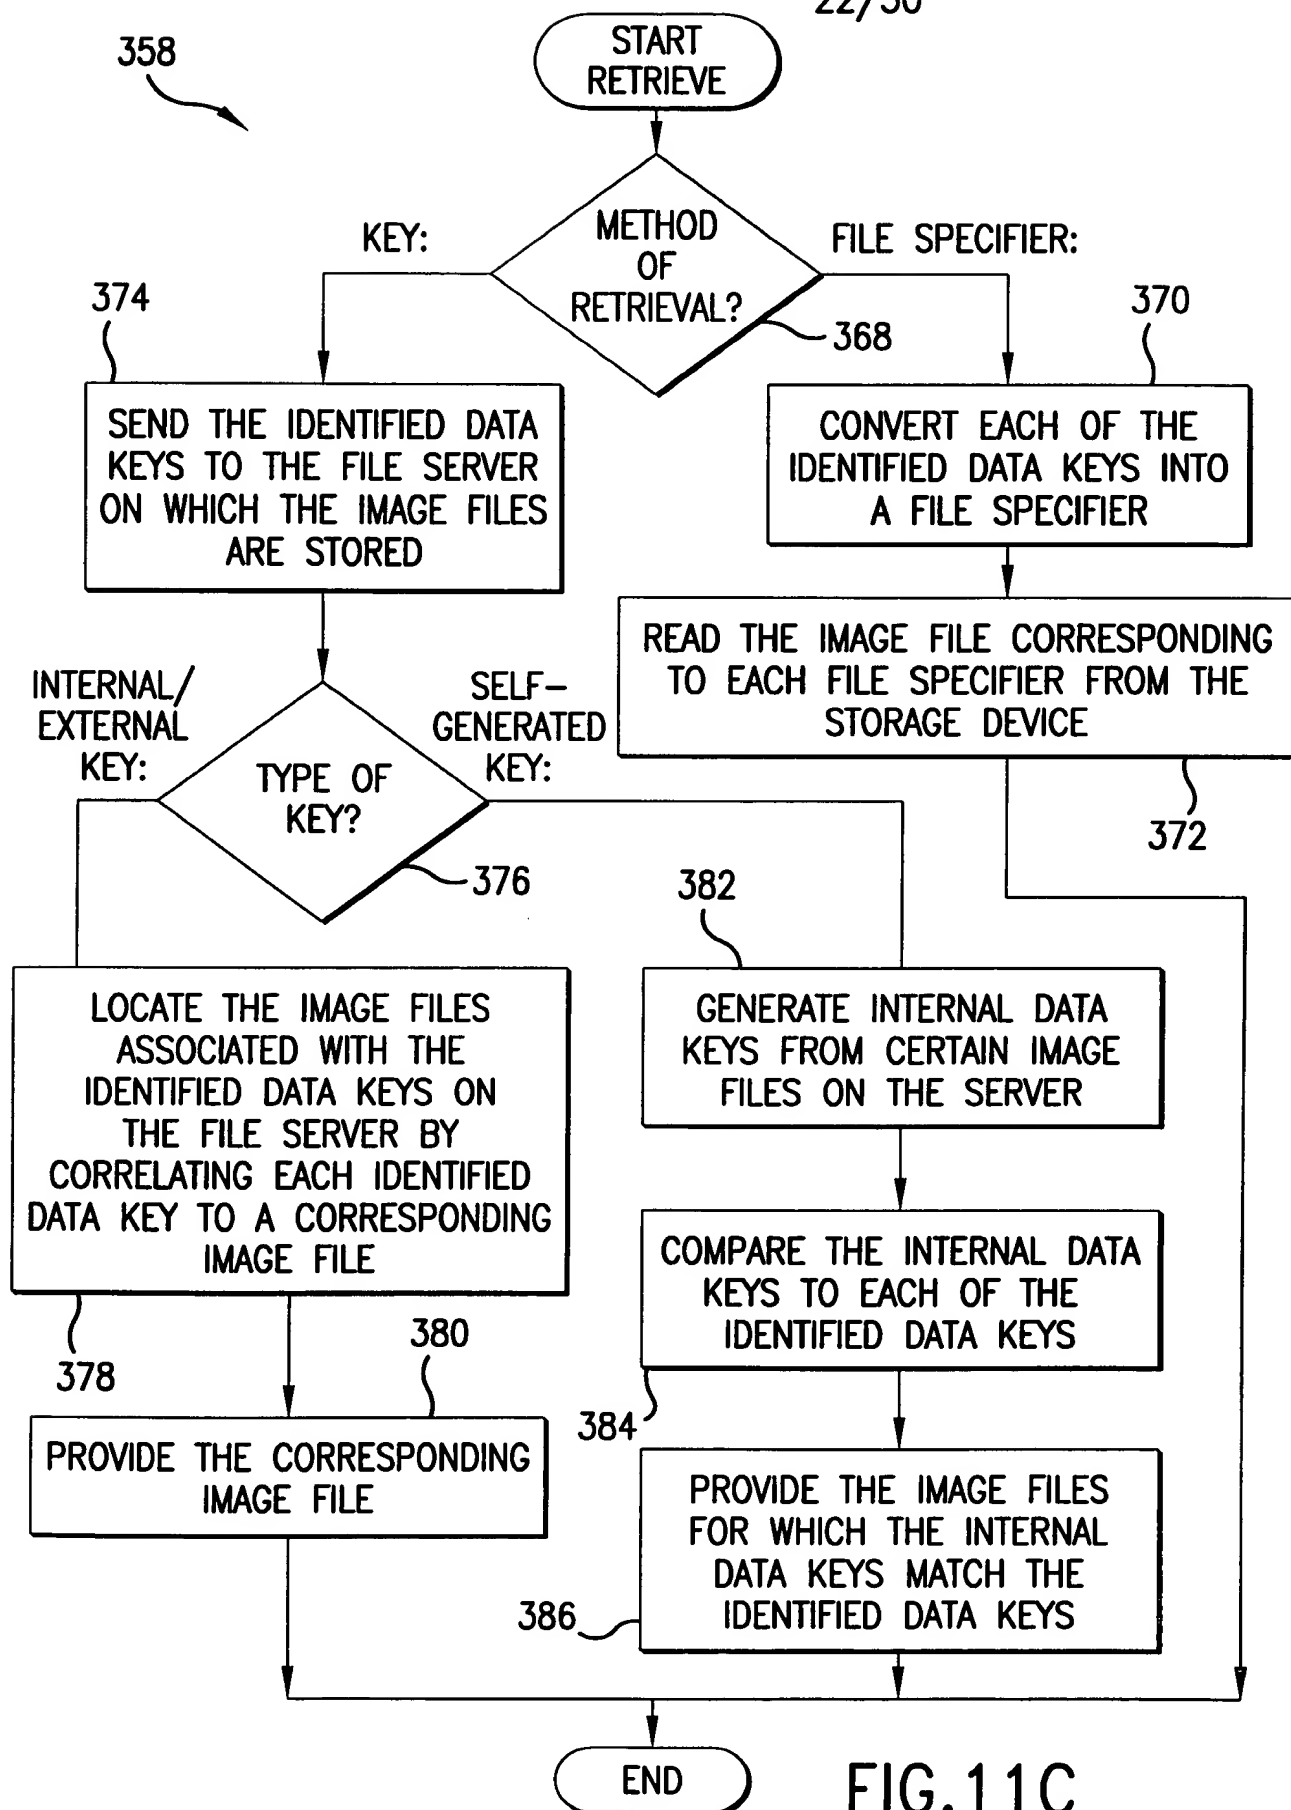 22/50
358
START
RETRIEVE
METHOD
OF
RETRIEVAL?
KEY:
FILE SPECIFIER:
368
374
370
SEND THE IDENTIFIED DATA
KEYS TO THE FILE SERVER
ON WHICH THE IMAGE FILES
ARE STORED
CONVERT EACH OF THE
IDENTIFIED DATA KEYS INTO
A FILE SPECIFIER
READ THE IMAGE FILE CORRESPONDING
TO EACH FILE SPECIFIER FROM THE
STORAGE DEVICE
372
INTERNAL/
EXTERNAL
KEY:
SELF-
GENERATED
KEY:
TYPE OF
KEY?
376
382
LOCATE THE IMAGE FILES
ASSOCIATED WITH THE
IDENTIFIED DATA KEYS ON
THE FILE SERVER BY
CORRELATING EACH IDENTIFIED
DATA KEY TO A CORRESPONDING
IMAGE FILE
378
GENERATE INTERNAL DATA
KEYS FROM CERTAIN IMAGE
FILES ON THE SERVER
COMPARE THE INTERNAL DATA
KEYS TO EACH OF THE
IDENTIFIED DATA KEYS
384
380
PROVIDE THE CORRESPONDING
IMAGE FILE
PROVIDE THE IMAGE FILES
FOR WHICH THE INTERNAL
DATA KEYS MATCH THE
IDENTIFIED DATA KEYS
386
END
FIG.11C